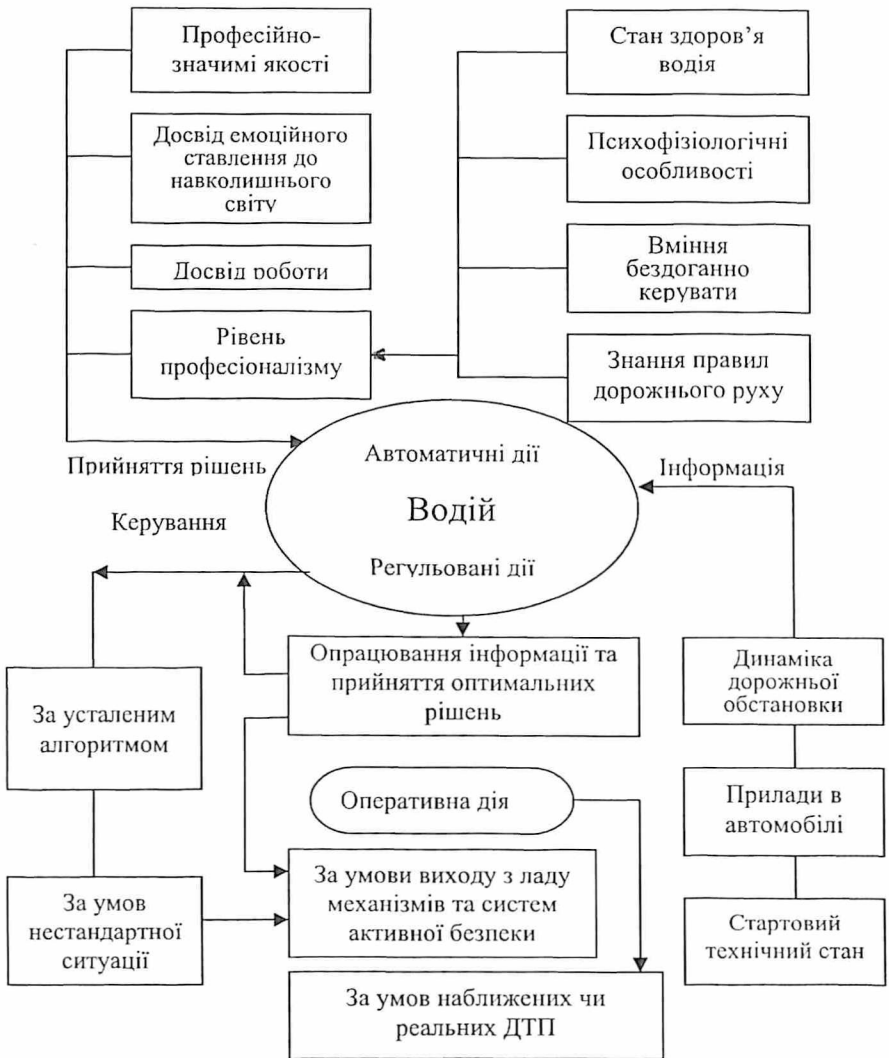 Професійно-
значимі якості
Досвід емоційного
ставлення до
навколишнього
світу
Досвід роботи
Рівень
професіоналізму
Стан здоров’я
водія
Психофізіологічні
особливості
Вміння
бездоганно
керувати
Знання правил
дорожнього руху
Прийняття рішень
Автоматичні дії
Інформація
Водій
Керування
Регульовані дії
Опрацювання інформації та
прийняття оптимальних
рішень
Динаміка
дорожньої
обстановки
За усталеним
алгоритмом
Оперативна дія
Прилади в
автомобілі
За умов
нестандартної
ситуації
За умови виходу з ладу
механізмів та систем
активної безпеки
Стартовий
технічний стан
За умов наближених чи
реальних ДТП